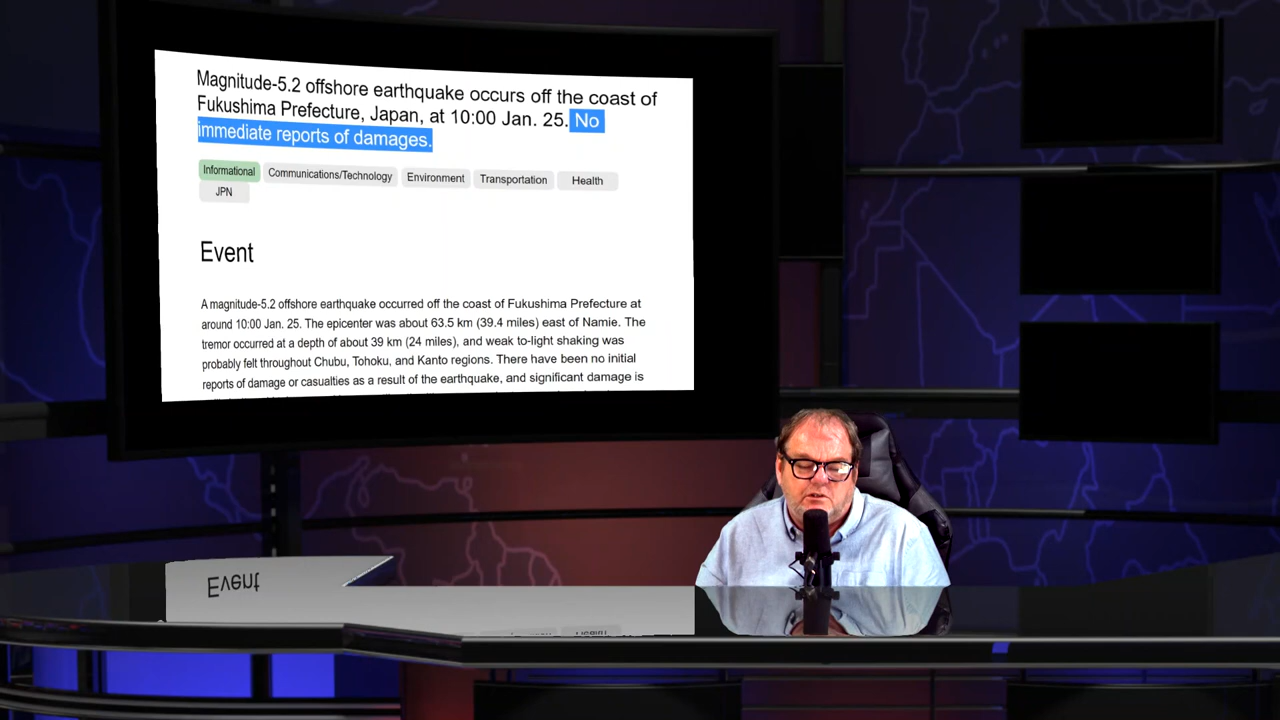 Magnitude-5.2 offshore earthquake occurs off the coast of
Fukushima Prefecture, Japan, at 10:00 Jan. 25. No
immediate reports of damages.
Informational Communications/Technology Environment Transportation Health
JPN
Event
A magnitude-5.2 offshore earthquake occurred off the coast of Fukushima Prefecture at
around 10:00 Jan. 25. The epicenter was about 63.5 km (39.4 miles) east of Namie. The
tremor occurred at a depth of about 39 km (24 miles), and weak to-light shaking was
probably felt throughout Chubu, Tohoku, and Kanto regions. There have been no initial
reports of damage or casualties as a result of the earthquake, and significant damage is
Event